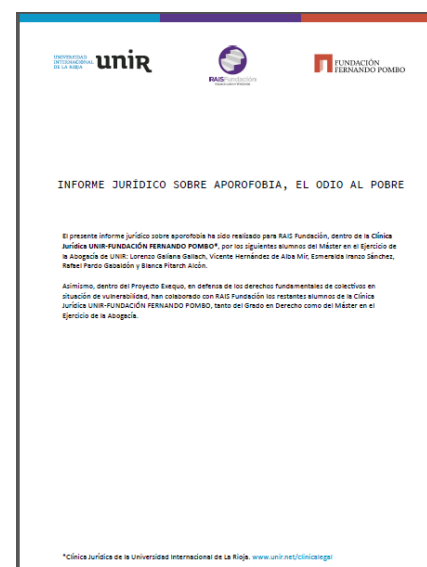 UNIVERSIDAD
INTERNACIONAL
DE LA RIOJA
unir
RAISFundación
FUNDACIÓN
FERNANDO POMBO
INFORME JURÍDICO SOBRE APOROFOBIA, EL ODIO AL POBRE
El presente informe jurídico sobre aporofobia ha sido realizado para RAIS Fundación, dentro de la Clínica
Jurídica UNIR-FUNDACIÓN FERNANDO POMBO*, por los siguientes alumnos del Máster en el Ejercicio de
la Abogacía de UNIR: Lorenzo Galiana Gallach, Vicente Hernández de Alba Mir, Esmeralda Iranzo Sánchez,
Rafael Pardo Gabaldón y Blanca Pitarch Alcón.
Asimismo, dentro del Proyecto Exequo, en defensa de los derechos fundamentales de colectivos en
situación de vulnerabilidad, han colaborado con RAIS Fundación los restantes alumnos de la Clínica
Jurídica UNIR-FUNDACIÓN FERNANDO POMBO, tanto del Grado en Derecho como del Máster en el
Ejercicio de la Abogacía.
*Clínica Jurídica de la Universidad Internacional de La Rioja. www.unir.net/clinicalegal